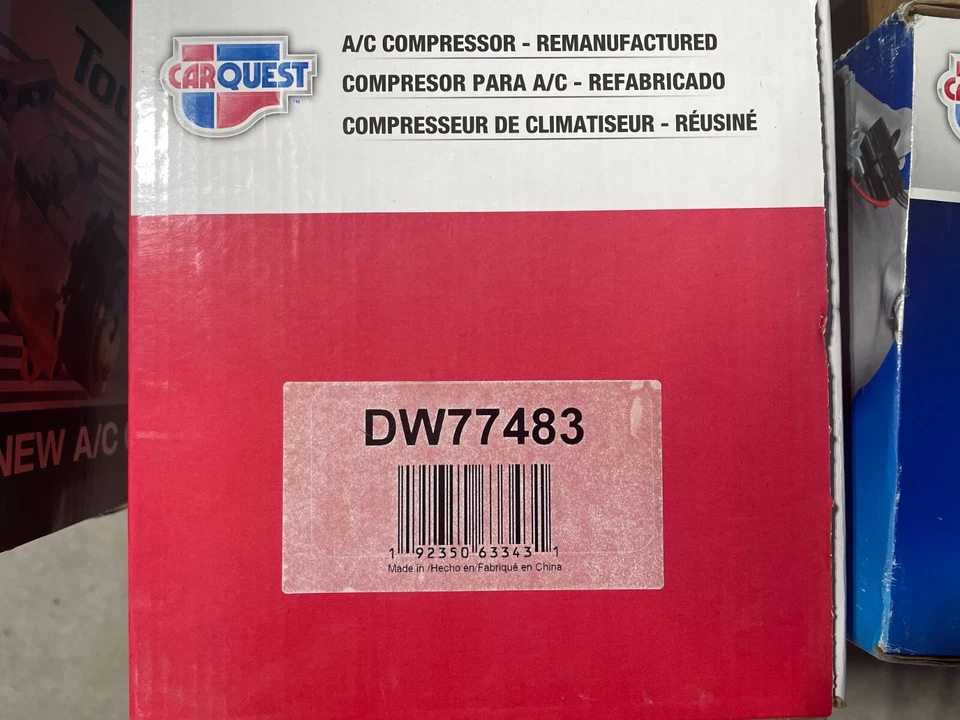 CARQUEST™
A/C COMPRESSOR - REMANUFACTURED
COMPRESOR PARA A/C - REFABRICADO
COMPRESSEUR DE CLIMATISEUR - RÉUSINÉ
DW77483
1 92350 63343 1
Made in /Hecho en/Fabriqué en China
NEW A/C